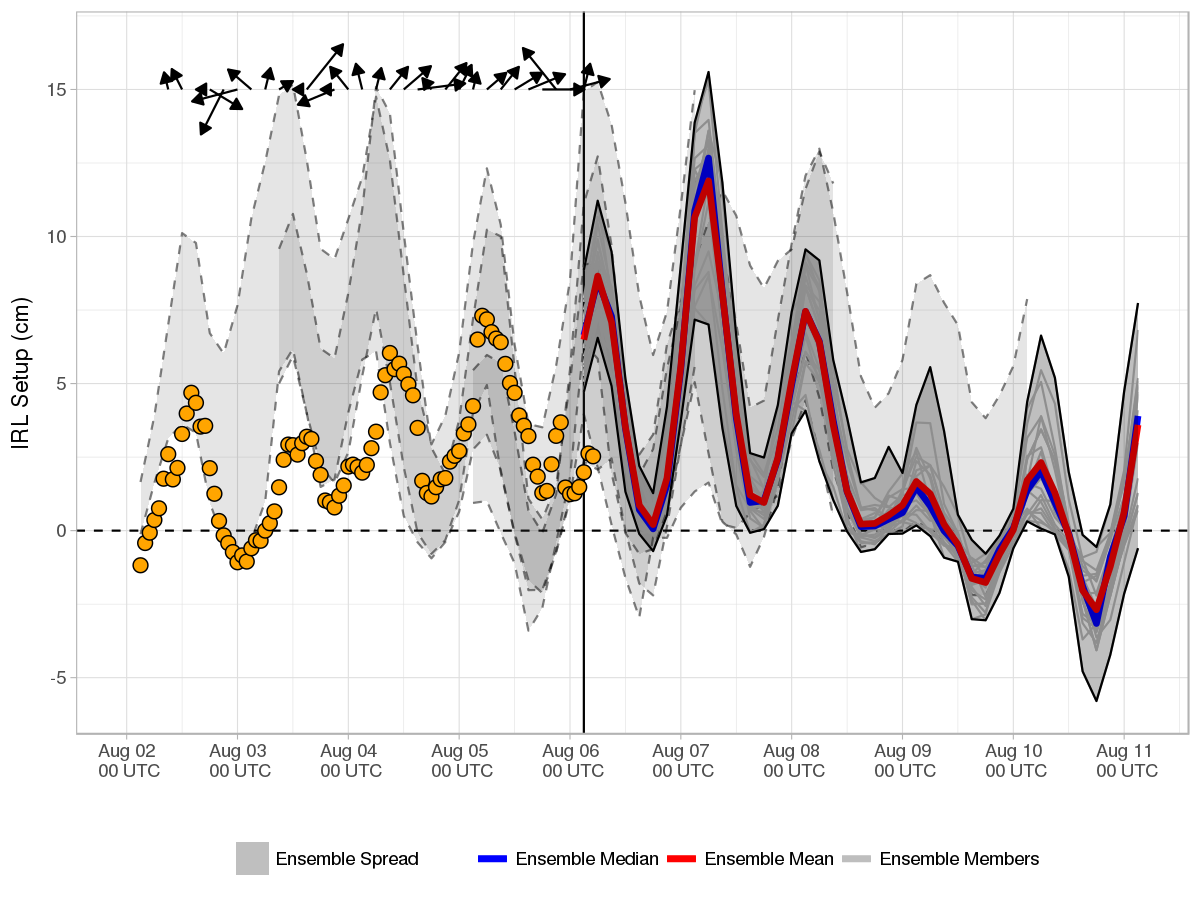 IRL Setup (cm)
15
10
5
0
-5
Aug 02 Aug 03 Aug 04 Aug 05 Aug 06 Aug 07 Aug 08 Aug 09 Aug 10 Aug 11
00 UTC 00 UTC 00 UTC 00 UTC 00 UTC 00 UTC 00 UTC 00 UTC 00 UTC 00 UTC
Ensemble Spread Ensemble Median Ensemble Mean Ensemble Members